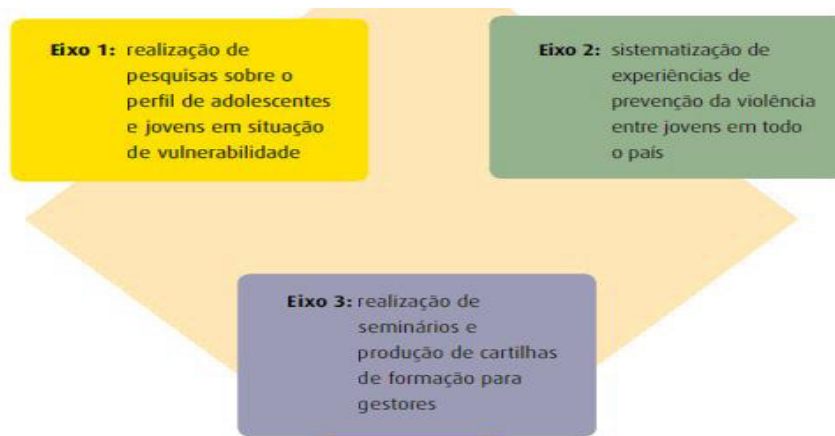 Eixo 1: realização de
pesquisas sobre o
perfil de adolescentes
e jovens em situação
de vulnerabilidade
Eixo 2: sistematização de
experiências de
prevenção da violência
entre jovens em todo
o país
Eixo 3: realização de
seminários e
produção de cartilhas
de formação para
gestores